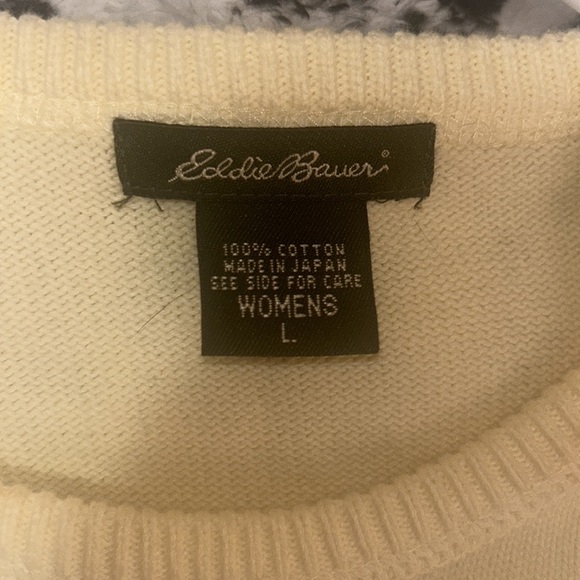 Eddie Bauer®
100% COTTON
MADE IN JAPAN
SEE SIDE FOR CARE
WOMENS
L.